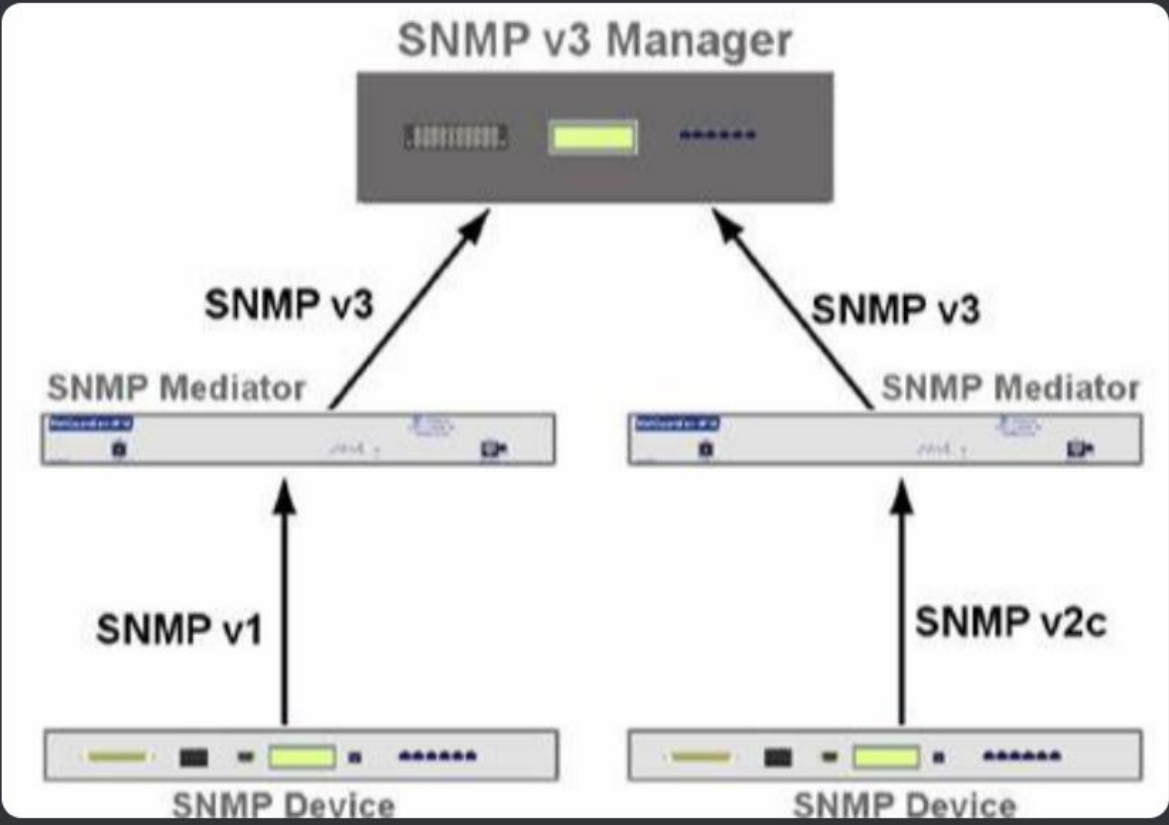 SNMP v3 Manager
SNMP v3
SNMP v3
SNMP Mediator
SNMP Mediator
SNMP v1
SNMP v2c
SNMP Device
SNMP Device